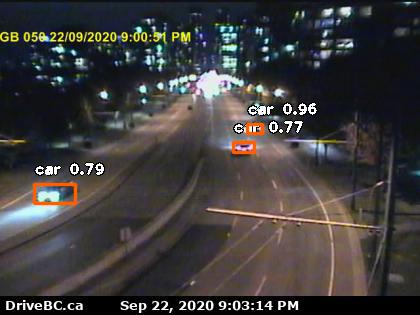 GB 050 22/09/2020 9:00:51 PM
car 0.96
car 0.77
car 0.79
DriveBC.ca Sep 22, 2020 9:03:14 PM